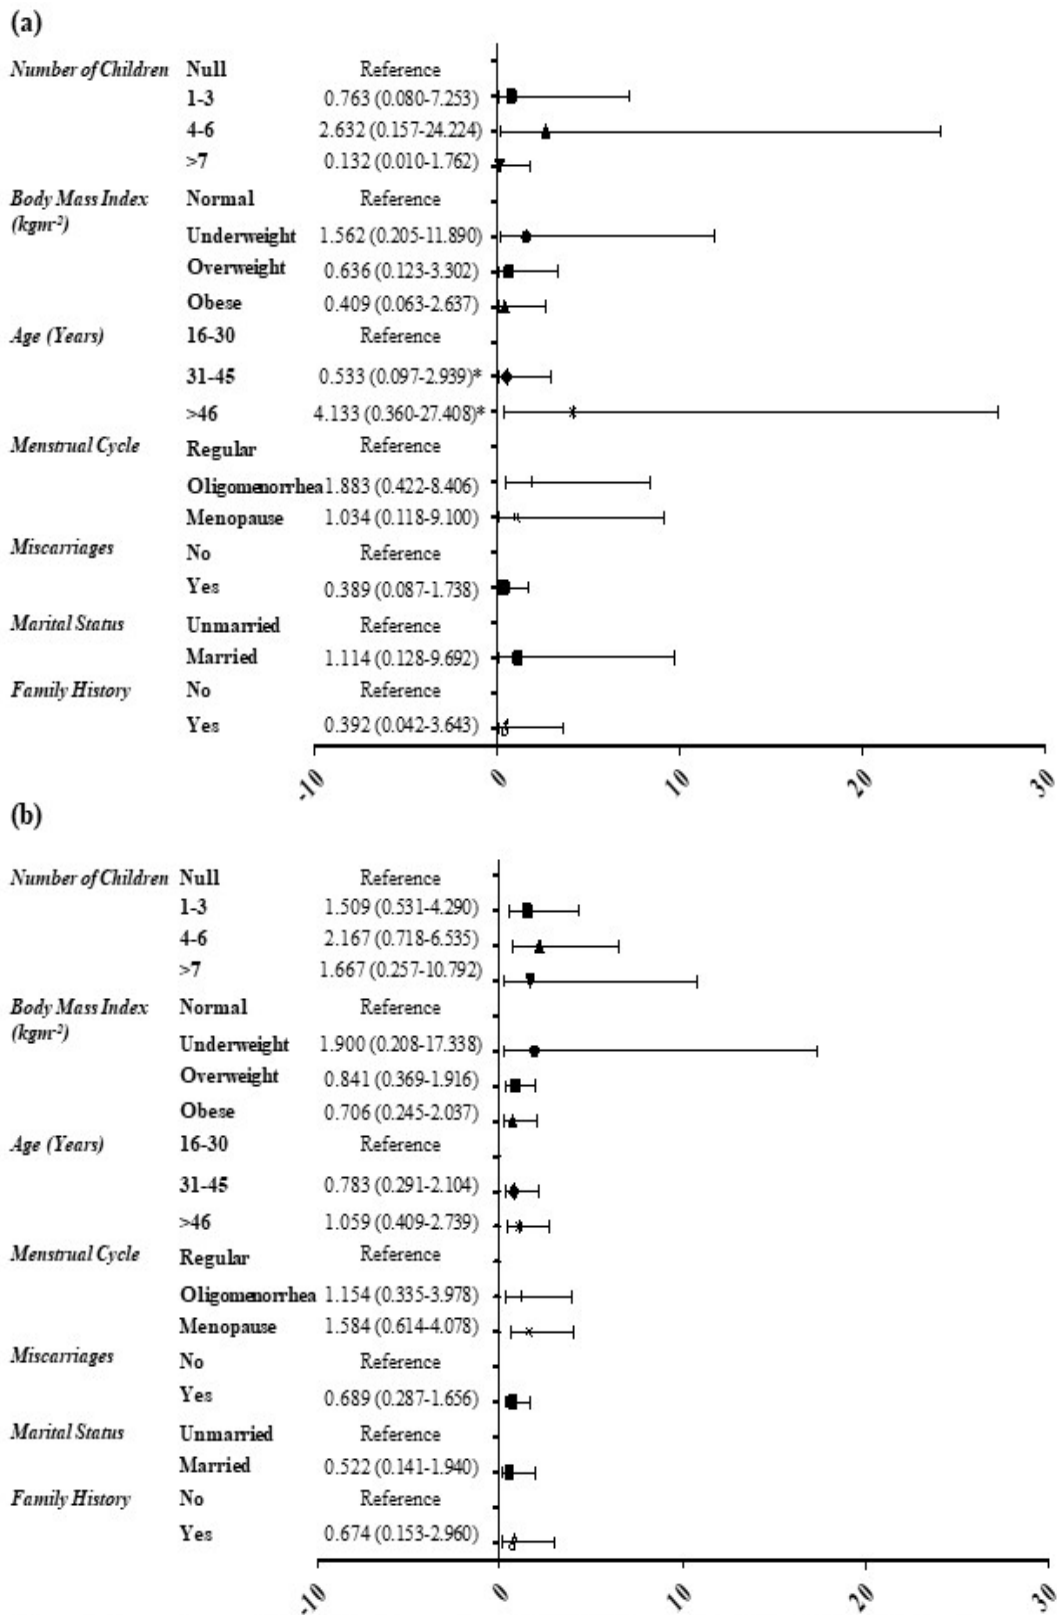 (a)
Number of Children Null Reference
1-3 0.763 (0.080-7.253)
4-6 2.632 (0.157-24.224)
>7 0.132 (0.010-1.762)
Body Mass Index Normal Reference
(kgm-2)
Underweight 1.562 (0.205-11.890)
Overweight 0.636 (0.123-3.302)
Obese 0.409 (0.063-2.637)
Age (Years) 16-30 Reference
31-45 0.533 (0.097-2.939)*
>46 4.133 (0.360-27.408)*
Menstrual Cycle Regular Reference
Oligomenorrhea 1.883 (0.422-8.406)
Menopause 1.034 (0.118-9.100)
Miscarriages No Reference
Yes 0.389 (0.087-1.738)
Marital Status Unmarried Reference
Married 1.114 (0.128-9.692)
Family History No Reference
Yes 0.392 (0.042-3.643)
-10 0 10 20 30
(b)
Number of Children Null Reference
1-3 1.509 (0.531-4.290)
4-6 2.167 (0.718-6.535)
>7 1.667 (0.257-10.792)
Body Mass Index Normal Reference
(kgm-2)
Underweight 1.900 (0.208-17.338)
Overweight 0.841 (0.369-1.916)
Obese 0.706 (0.245-2.037)
Age (Years) 16-30 Reference
31-45 0.783 (0.291-2.104)
>46 1.059 (0.409-2.739)
Menstrual Cycle Regular Reference
Oligomenorrhea 1.154 (0.335-3.978)
Menopause 1.584 (0.614-4.078)
Miscarriages No Reference
Yes 0.689 (0.287-1.656)
Marital Status Unmarried Reference
Married 0.522 (0.141-1.940)
Family History No Reference
Yes 0.674 (0.153-2.960)
-10 0 10 20 30